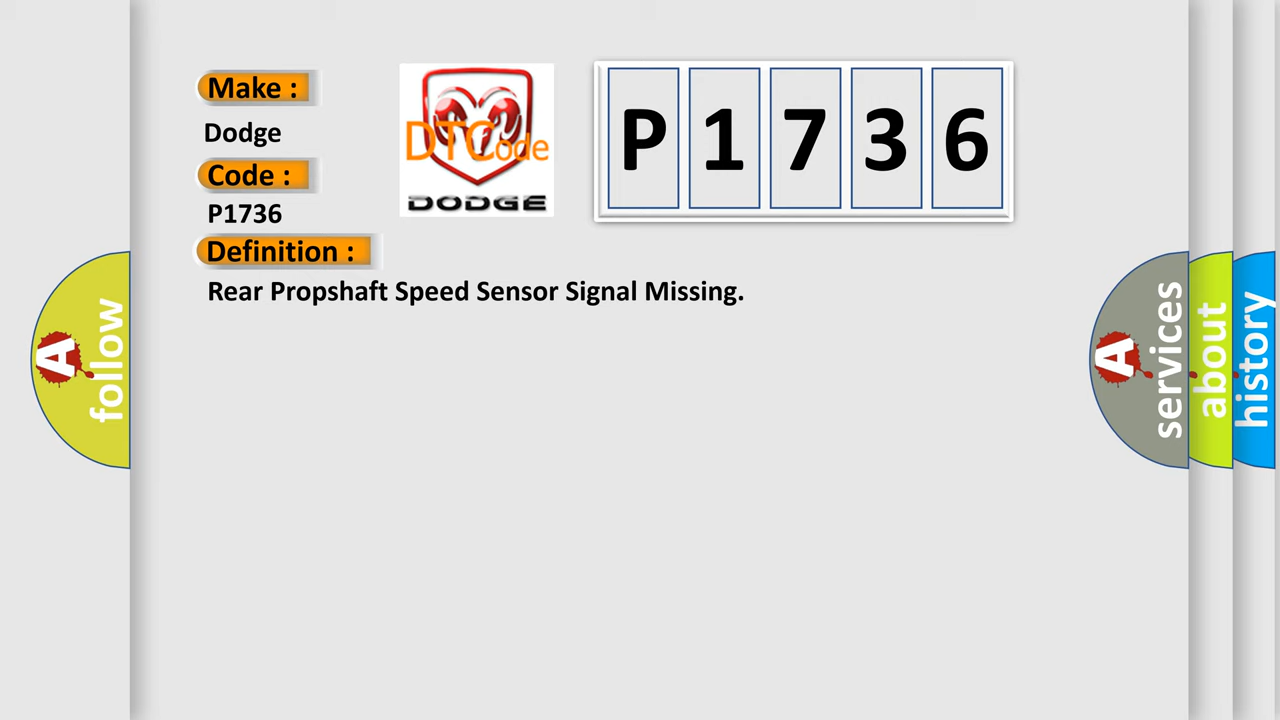 Make :
Dodge
Code :
P1736
Definition :
Rear Propshaft Speed Sensor Signal Missing.
DTCode
DODGE
P 1 7 3 6
A follow
A services
about
history